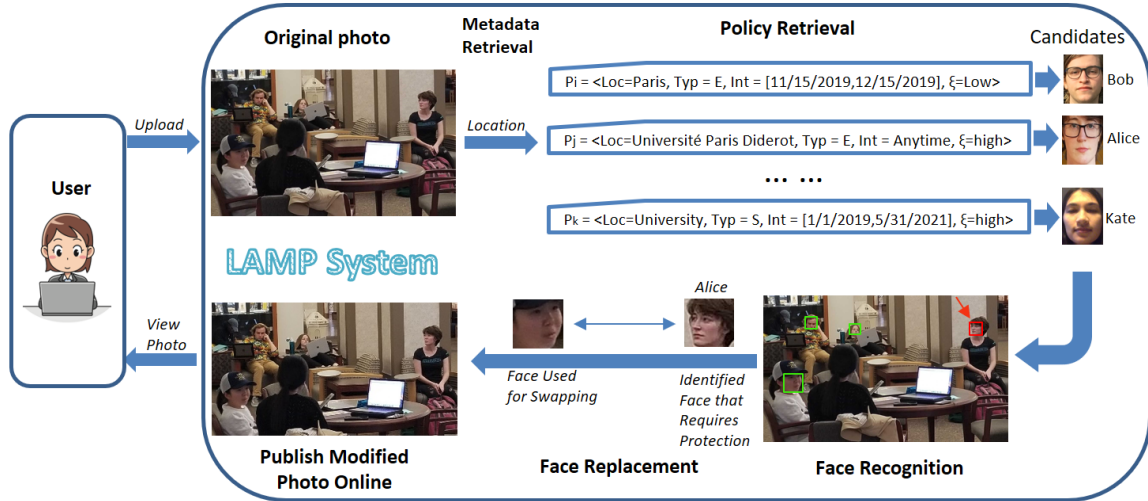 Original photo
Metadata
Retrieval
Policy Retrieval
Candidates
Pi = <Loc=Paris, Typ = E, Int = [11/15/2019,12/15/2019], ξ=Low>
Bob
Upload
Location
Pj = <Loc=Université Paris Diderot, Typ = E, Int = Anytime, ξ=high>
Alice
... ...
User
Pk = <Loc=University, Typ = S, Int = [1/1/2019,5/31/2021], ξ=high>
Kate
LAMP System
Alice
View
Photo
Face Used
for Swapping
Identified
Face that
Requires
Protection
Publish Modified
Photo Online
Face Replacement
Face Recognition